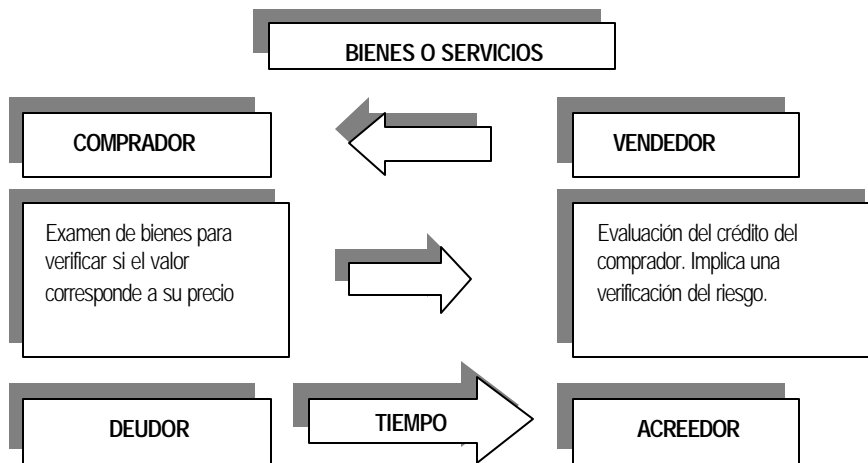 BIENES O SERVICIOS
COMPRADOR
VENDEDOR
Examen de bienes para
verificar si el valor
corresponde a su precio
Evaluación del crédito del
comprador. Implica una
verificación del riesgo.
DEUDOR
TIEMPO
ACREEDOR